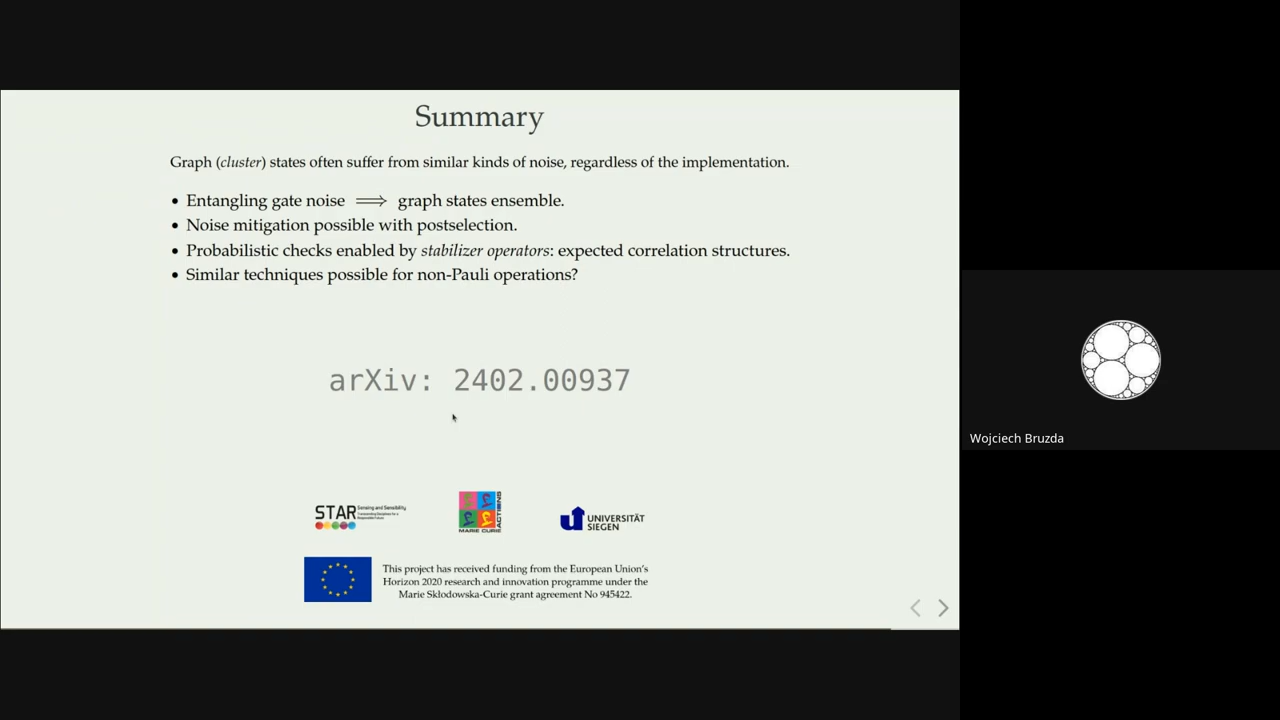 Summary
Graph (cluster) states often suffer from similar kinds of noise, regardless of the implementation.
• Entangling gate noise ⟹ graph states ensemble.
• Noise mitigation possible with postselection.
• Probabilistic checks enabled by stabilizer operators: expected correlation structures.
• Similar techniques possible for non-Pauli operations?
arXiv: 2402.00937
Wojciech Bruzda
STAR
Sensing and Sensibility
MARIE CURIE
ACTIONS
UNIVERSITÄT
SIEGEN
This project has received funding from the European Union's
Horizon 2020 research and innovation programme under the
Marie Skłodowska-Curie grant agreement No 945422.